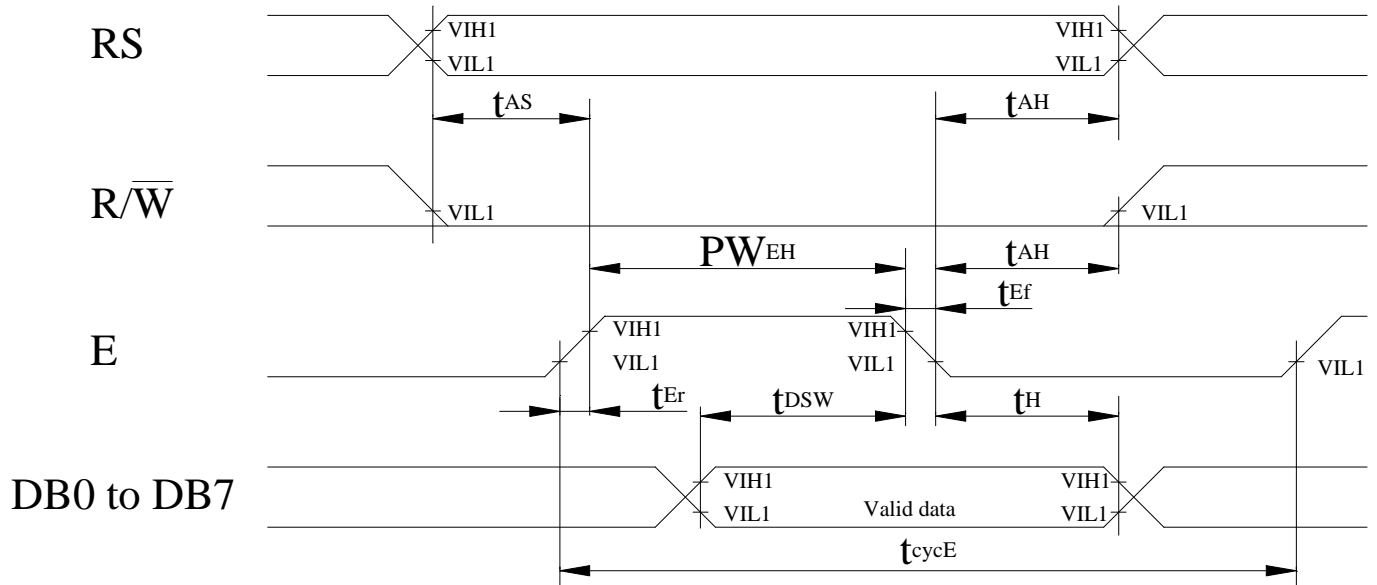 RS
VIH1
VIL1
VIH1
VIL1
tAS
tAH
R/W̅
VIL1
VIL1
PWEH
tAH
tEf
E
VIH1
VIL1
VIH1
VIL1
VIL1
tEr
tDSW
tH
DB0 to DB7
VIH1
VIL1
Valid data
VIH1
VIL1
tcycE